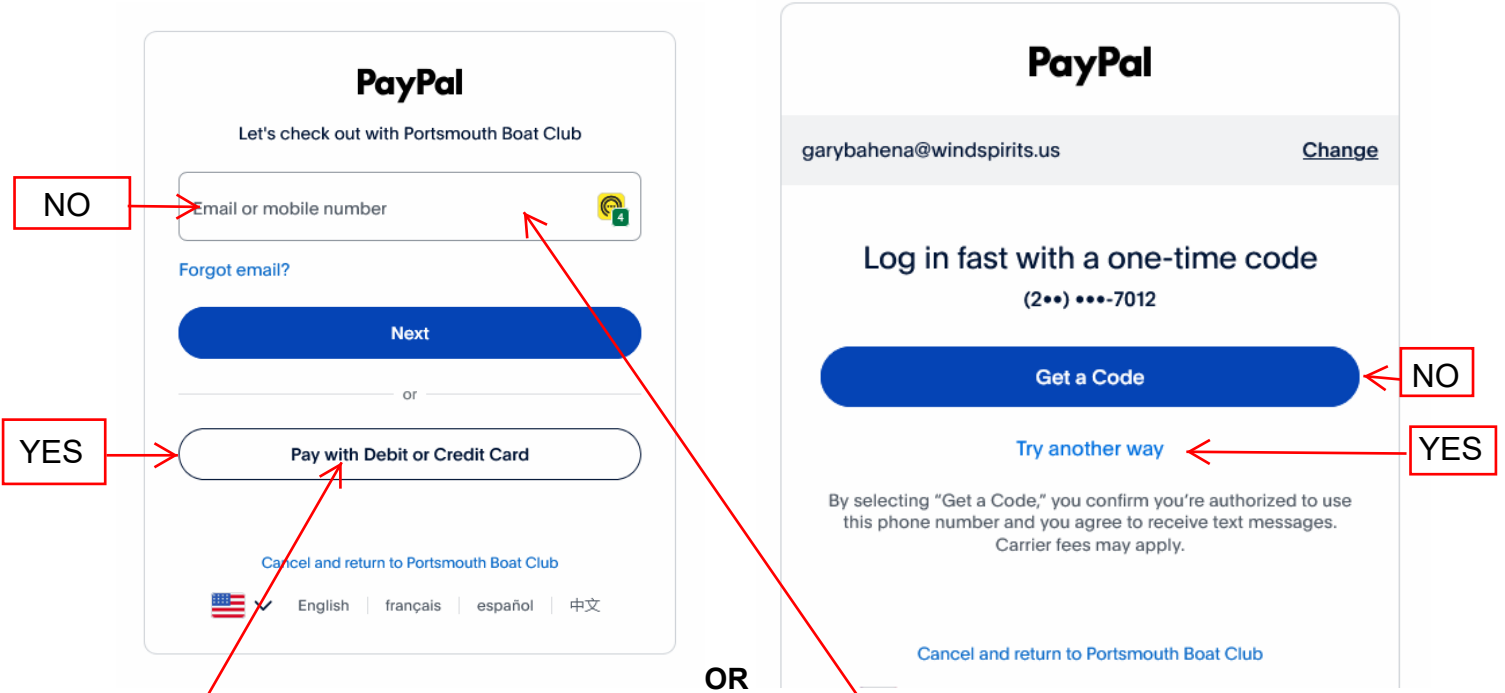 PayPal
Let's check out with Portsmouth Boat Club
NO
Email or mobile number
4
Forgot email?
Next
or
YES
Pay with Debit or Credit Card
Cancel and return to Portsmouth Boat Club
English français español 中文
OR
PayPal
garybahena@windspirits.us Change
Log in fast with a one-time code
(2••) •••-7012
Get a Code
NO
Try another way
YES
By selecting “Get a Code,” you confirm you’re authorized to use
this phone number and you agree to receive text messages.
Carrier fees may apply.
Cancel and return to Portsmouth Boat Club